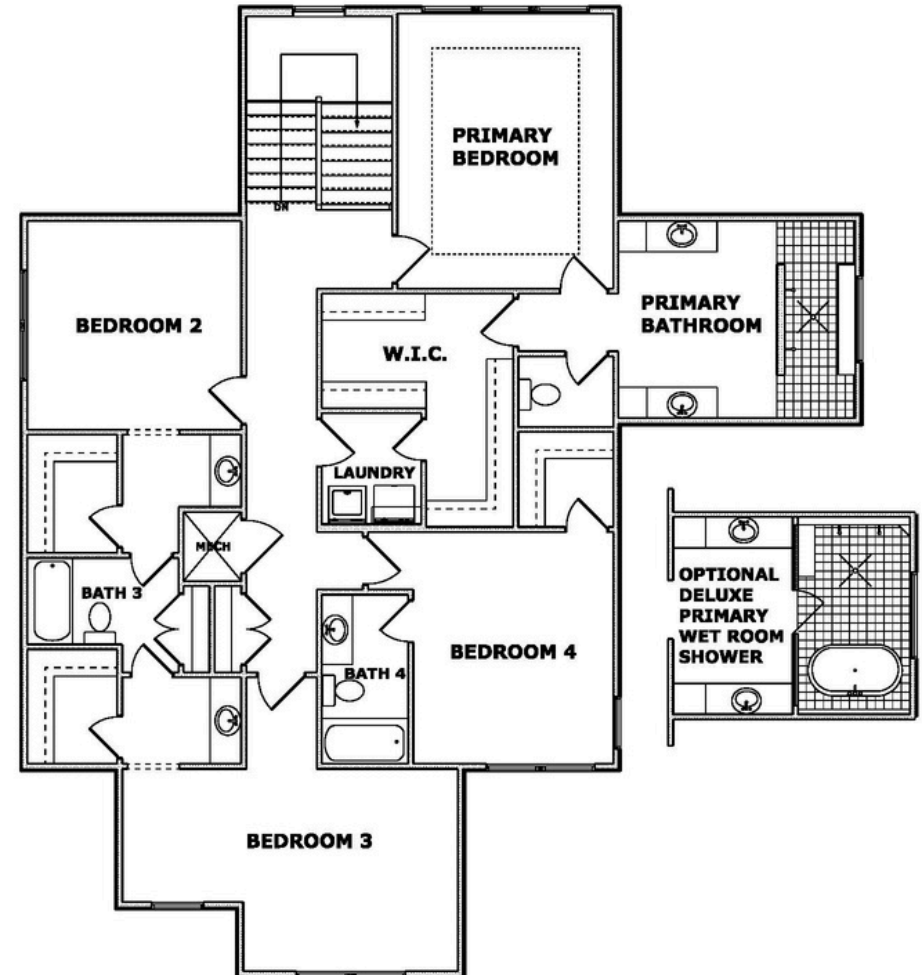 PRIMARY
BEDROOM
DN
BEDROOM 2
PRIMARY
BATHROOM
W.I.C.
LAUNDRY
MECH
BATH 3
OPTIONAL
DELUXE
PRIMARY
WET ROOM
SHOWER
BEDROOM 4
BATH 4
BEDROOM 3